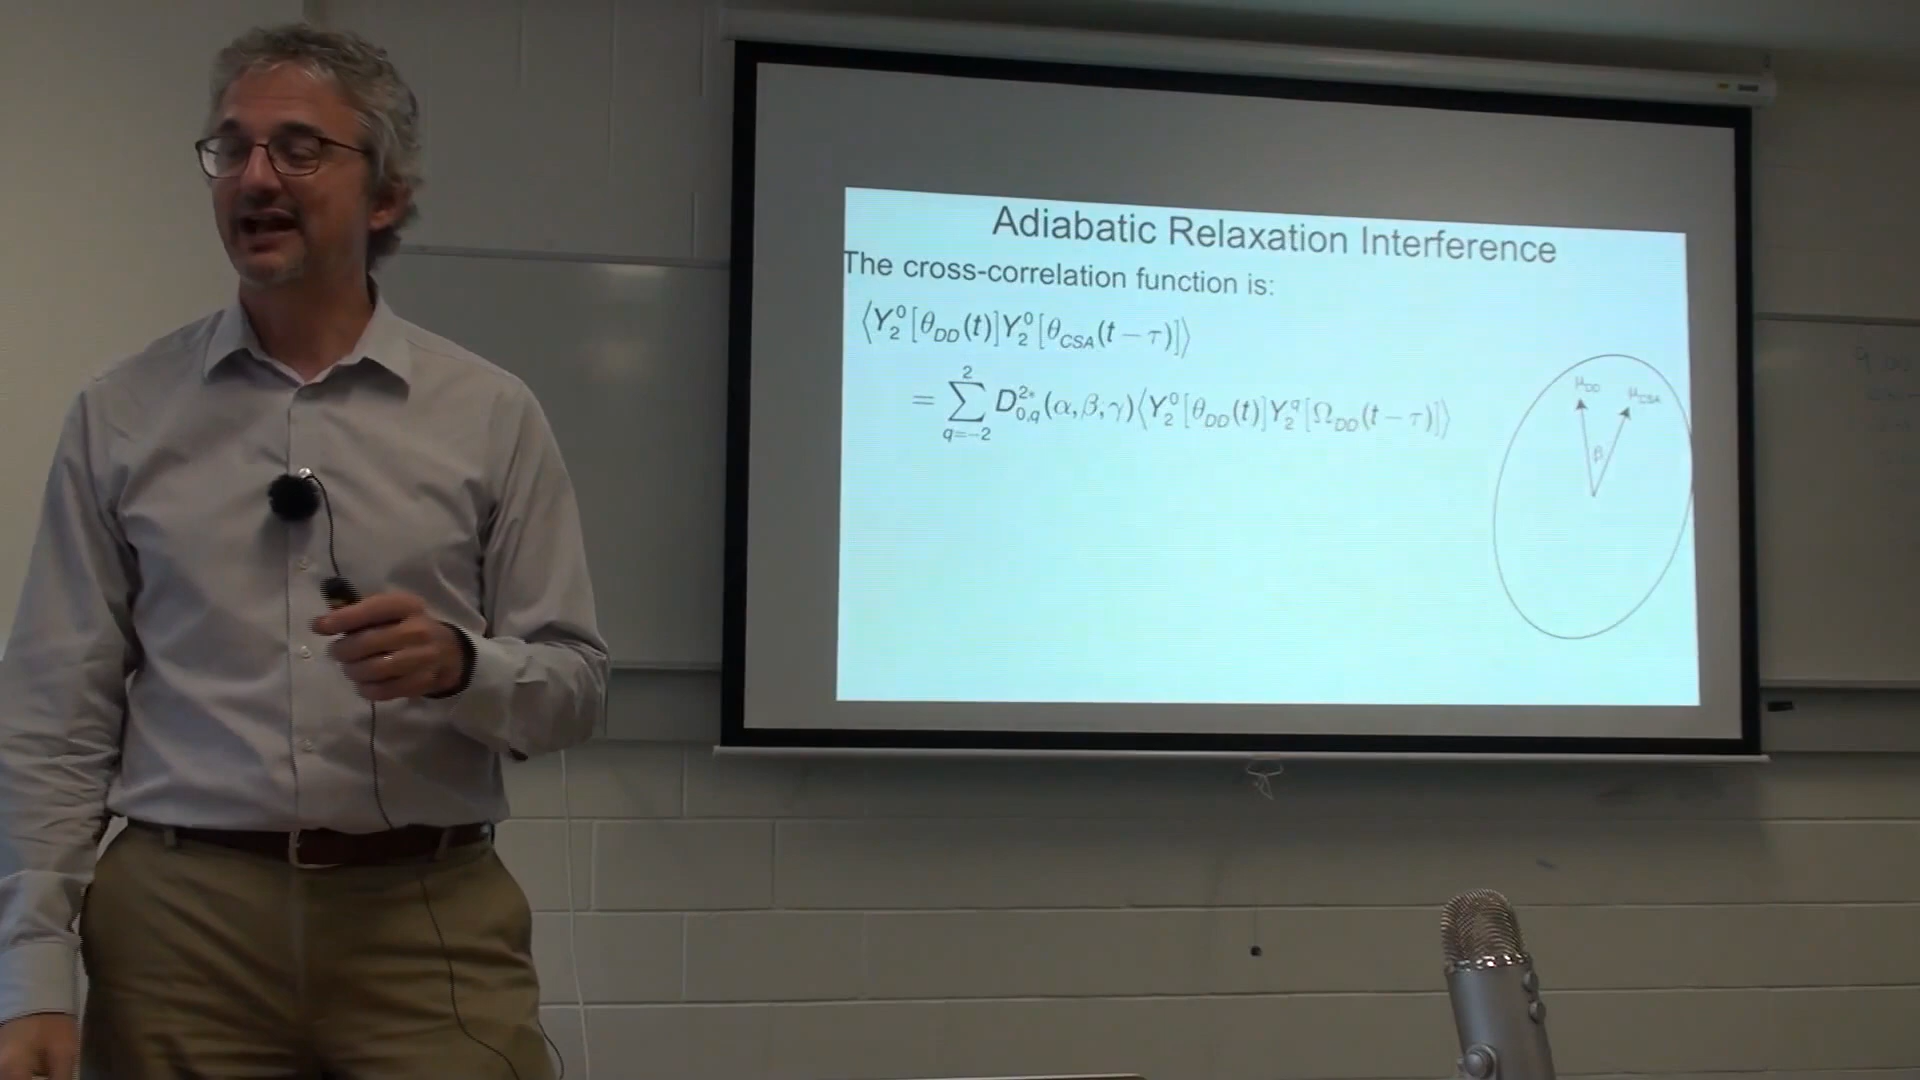 Adiabatic Relaxation Interference
The cross-correlation function is:
⟨Y₂⁰[θ_DD(t)]Y₂⁰[θ_CSA(t − τ)]⟩
= ∑_{q=−2}^{2} D^{2*}_{0,q}(α,β,γ)⟨Y₂⁰[θ_DD(t)]Y₂^q[Ω_DD(t − τ)]⟩
μ_DD
μ_CSA
β